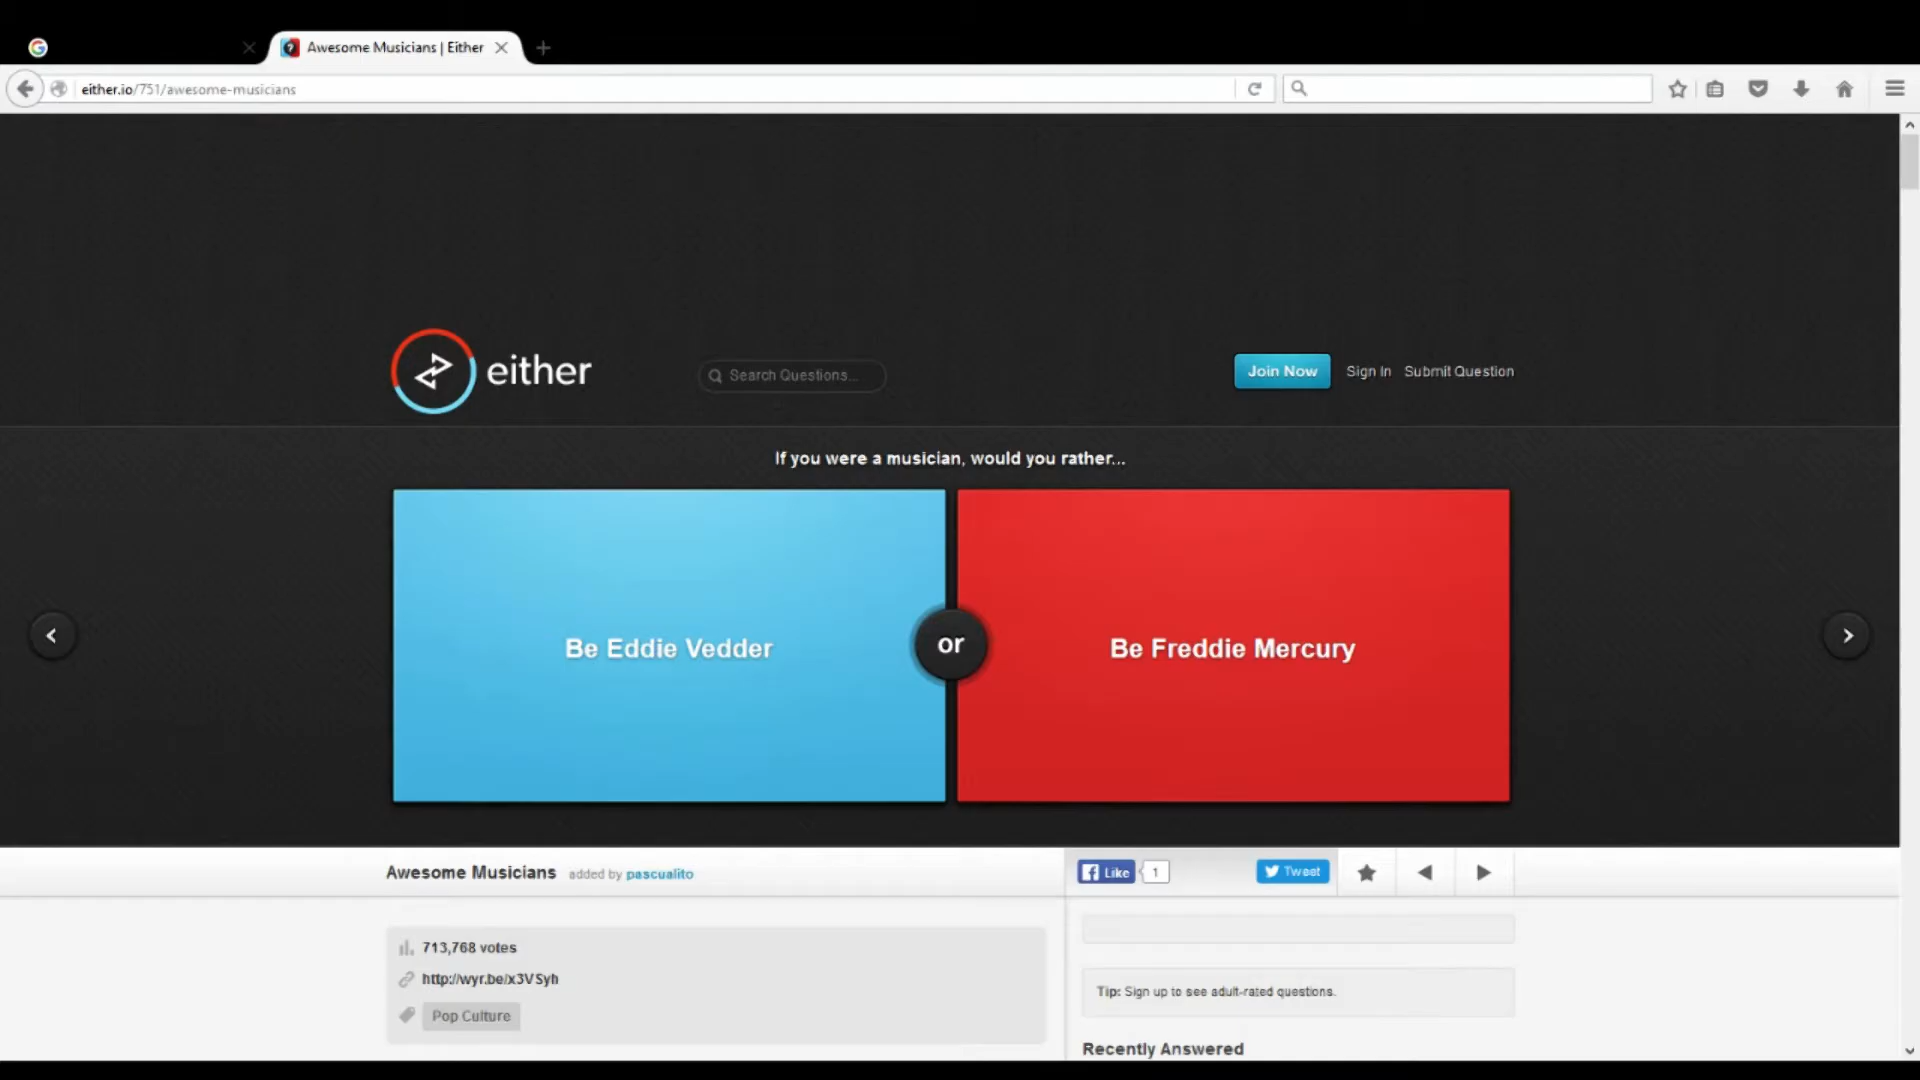 Awesome Musicians | Either
either.io/751/awesome-musicians
either
Search Questions...
Join Now
Sign In
Submit Question
If you were a musician, would you rather...
Be Eddie Vedder
or
Be Freddie Mercury
Awesome Musicians added by pascualito
Like
1
Tweet
713,768 votes
http://wyr.be/x3VSyh
Pop Culture
Tip: Sign up to see adult-rated questions.
Recently Answered